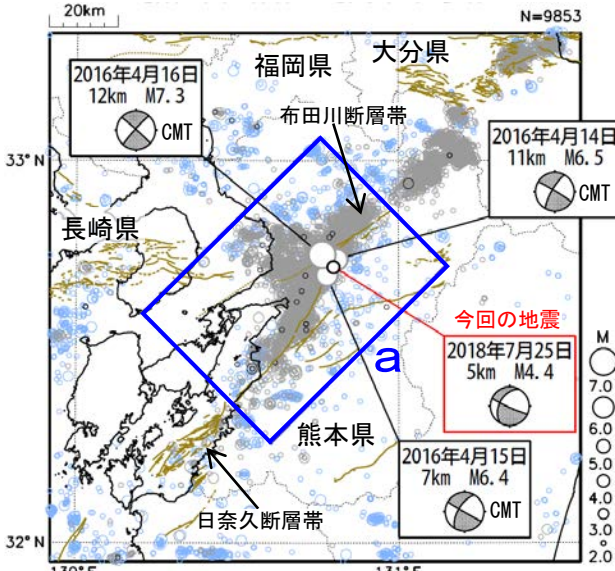 20km
N=9853
大分県
福岡県
2016年4月16日
12km M7.3
CMT
布田川断層帯
2016年4月14日
11km M6.5
CMT
33°N
長崎県
今回の地震
2018年7月25日
5km M4.4
a
M
7.0
6.0
5.0
4.0
3.0
2.0
熊本県
2016年4月15日
7km M6.4
CMT
日奈久断層帯
32°N